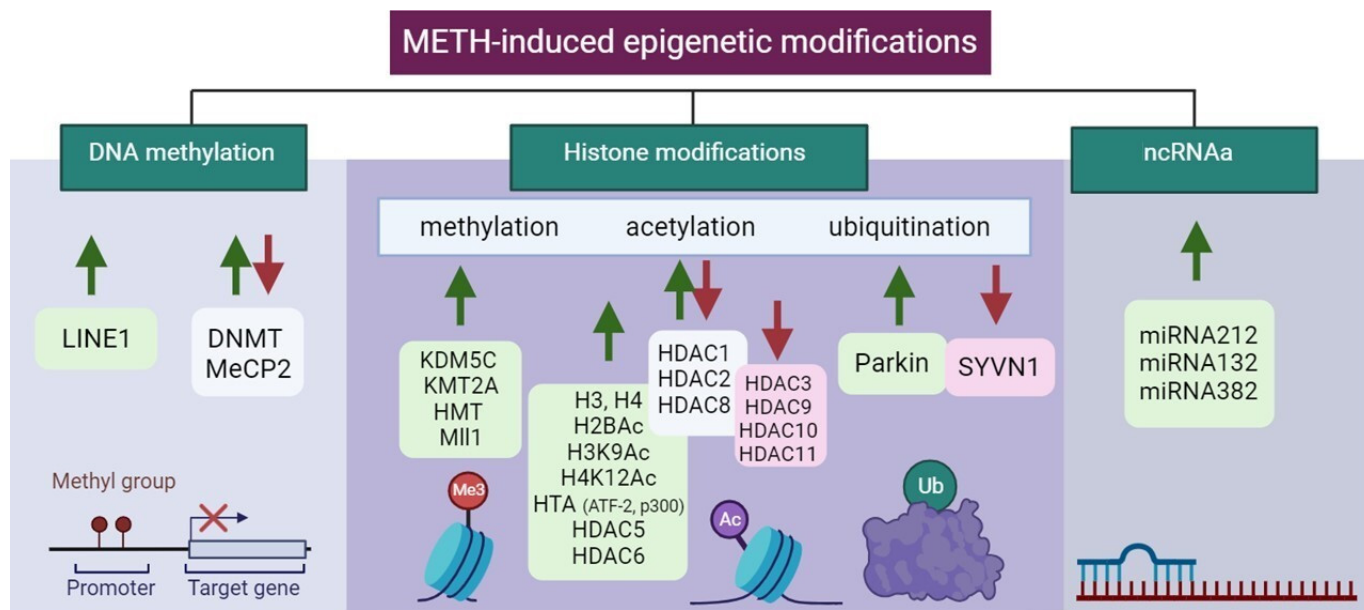 METH-induced epigenetic modifications
DNA methylation
Histone modifications
ncRNAa
methylation
acetylation
ubiquitination
LINE1
DNMT
MeCP2
KDM5C
KMT2A
HMT
Mll1
H3, H4
H2BAc
H3K9Ac
H4K12Ac
HTA (ATF-2, p300)
HDAC5
HDAC6
HDAC1
HDAC2
HDAC8
HDAC3
HDAC9
HDAC10
HDAC11
Parkin
SYVN1
miRNA212
miRNA132
miRNA382
Methyl group
Promoter
Target gene
Me3
Ac
Ub